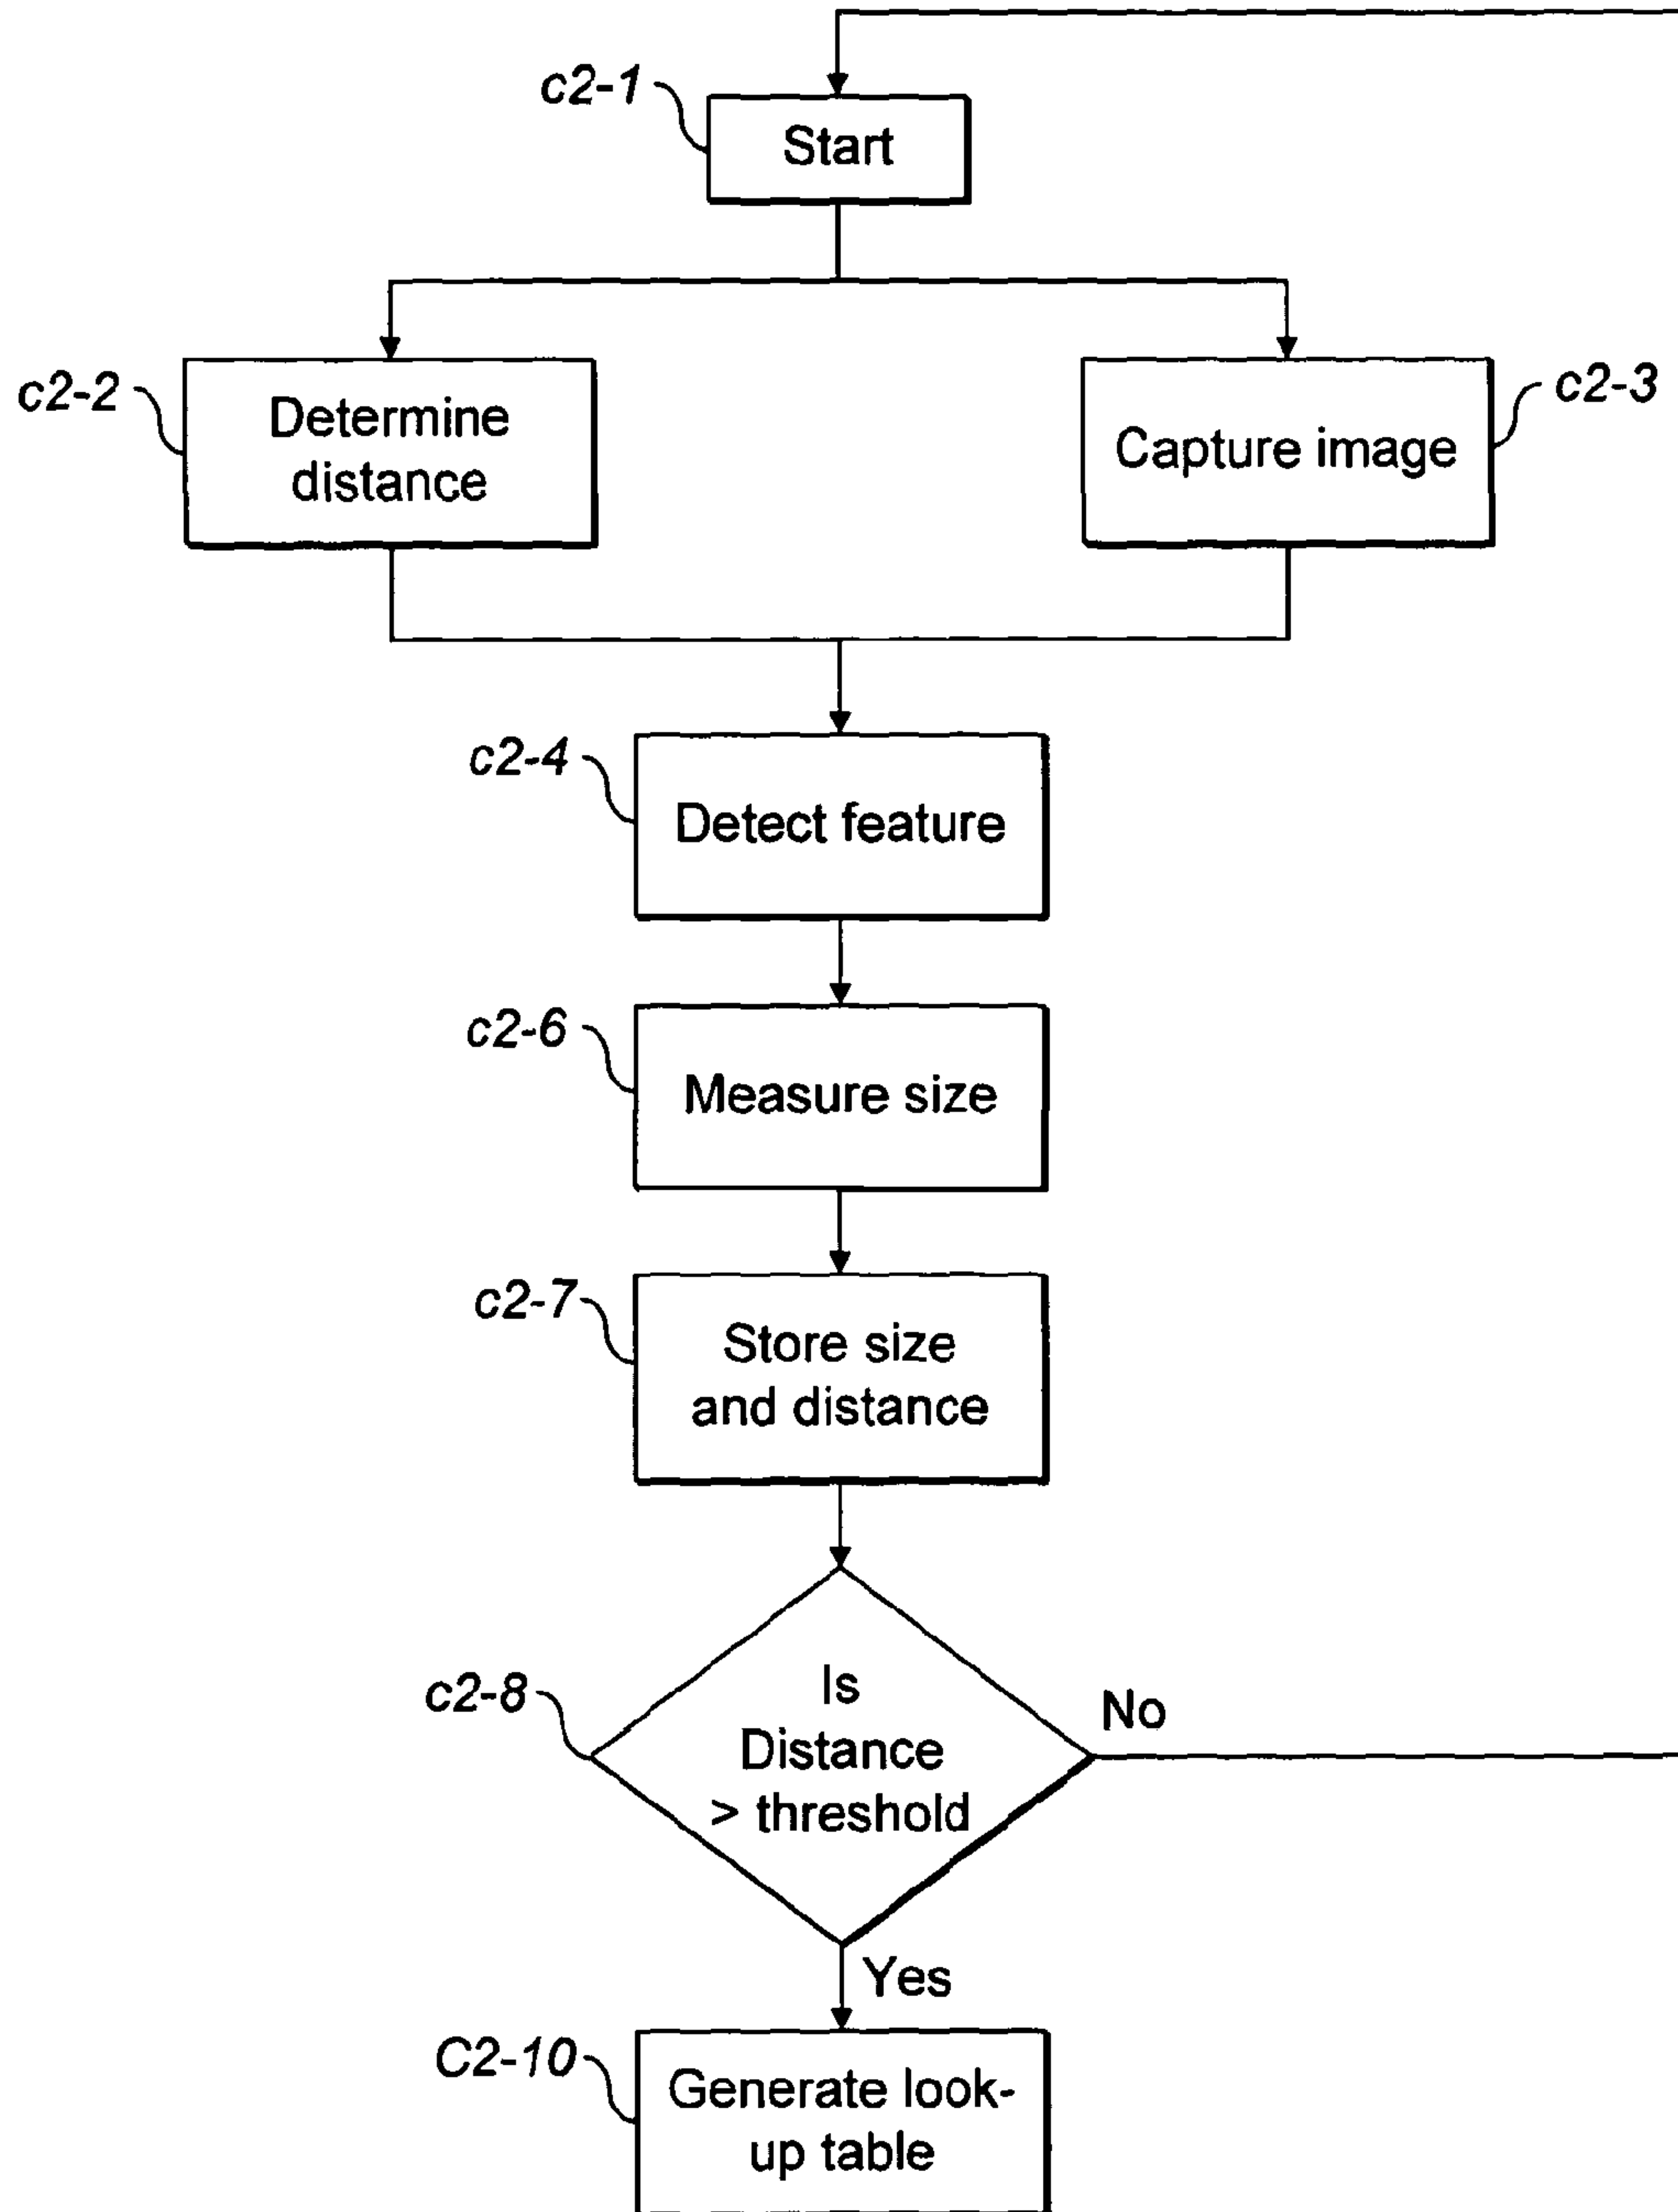 c2-1
Start
c2-2
Determine
distance
Capture image
c2-3
c2-4
Detect feature
c2-6
Measure size
c2-7
Store size
and distance
c2-8
Is
Distance
> threshold
No
Yes
C2-10
Generate look-
up table